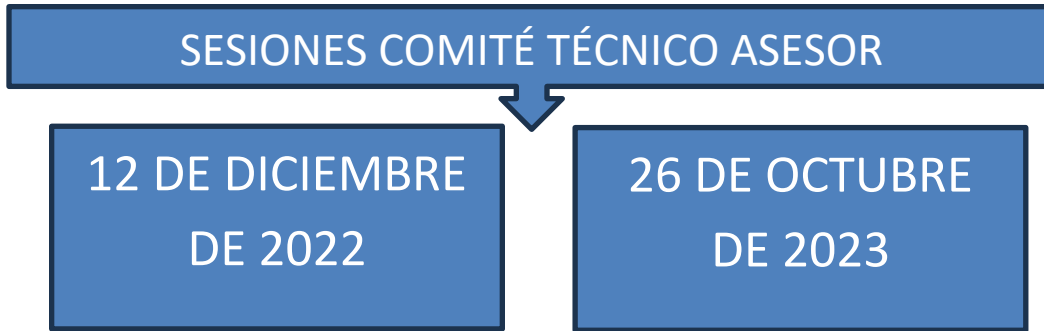 SESIONES COMITÉ TÉCNICO ASESOR
12 DE DICIEMBRE
DE 2022
26 DE OCTUBRE
DE 2023